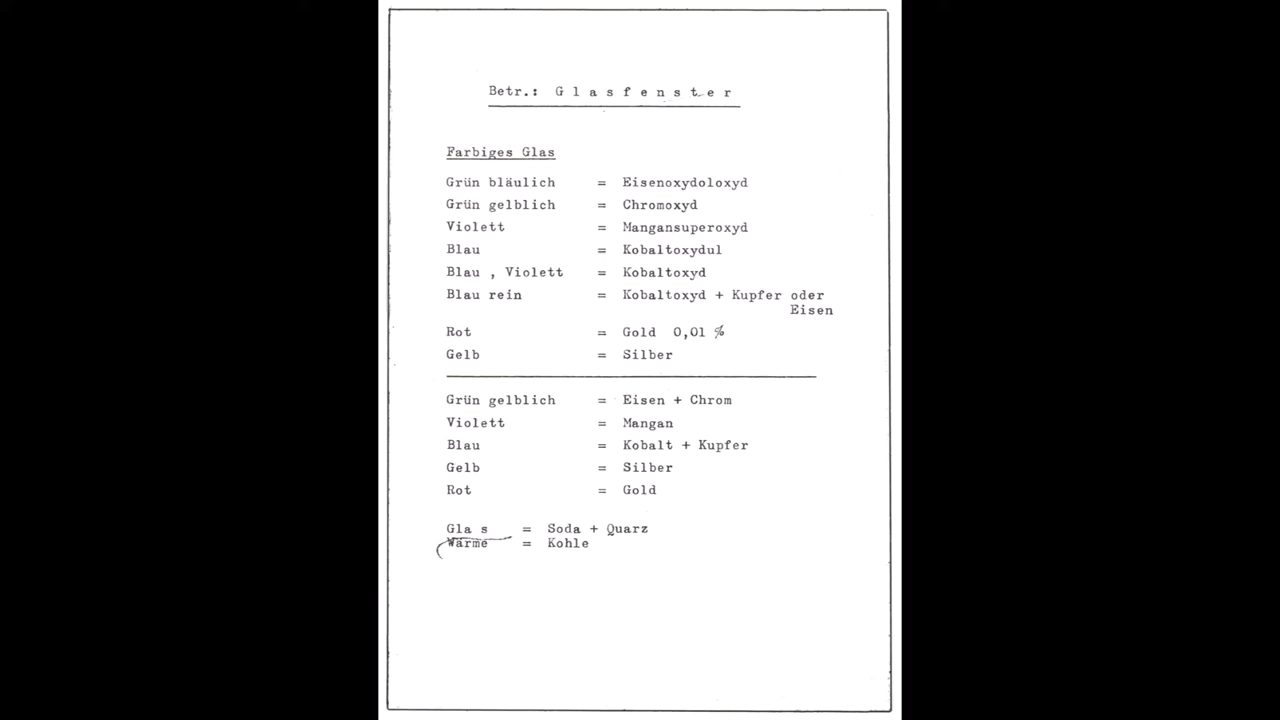 Betr.: G l a s f e n s t e r
Farbiges Glas
Grün bläulich = Eisenoxydoloxyd
Grün gelblich = Chromoxyd
Violett = Mangansuperoxyd
Blau = Kobaltoxydul
Blau , Violett = Kobaltoxyd
Blau rein = Kobaltoxyd + Kupfer oder
Eisen
Rot = Gold 0,01 %
Gelb = Silber
Grün gelblich = Eisen + Chrom
Violett = Mangan
Blau = Kobalt + Kupfer
Gelb = Silber
Rot = Gold
Gla s = Soda + Quarz
Wärme = Kohle